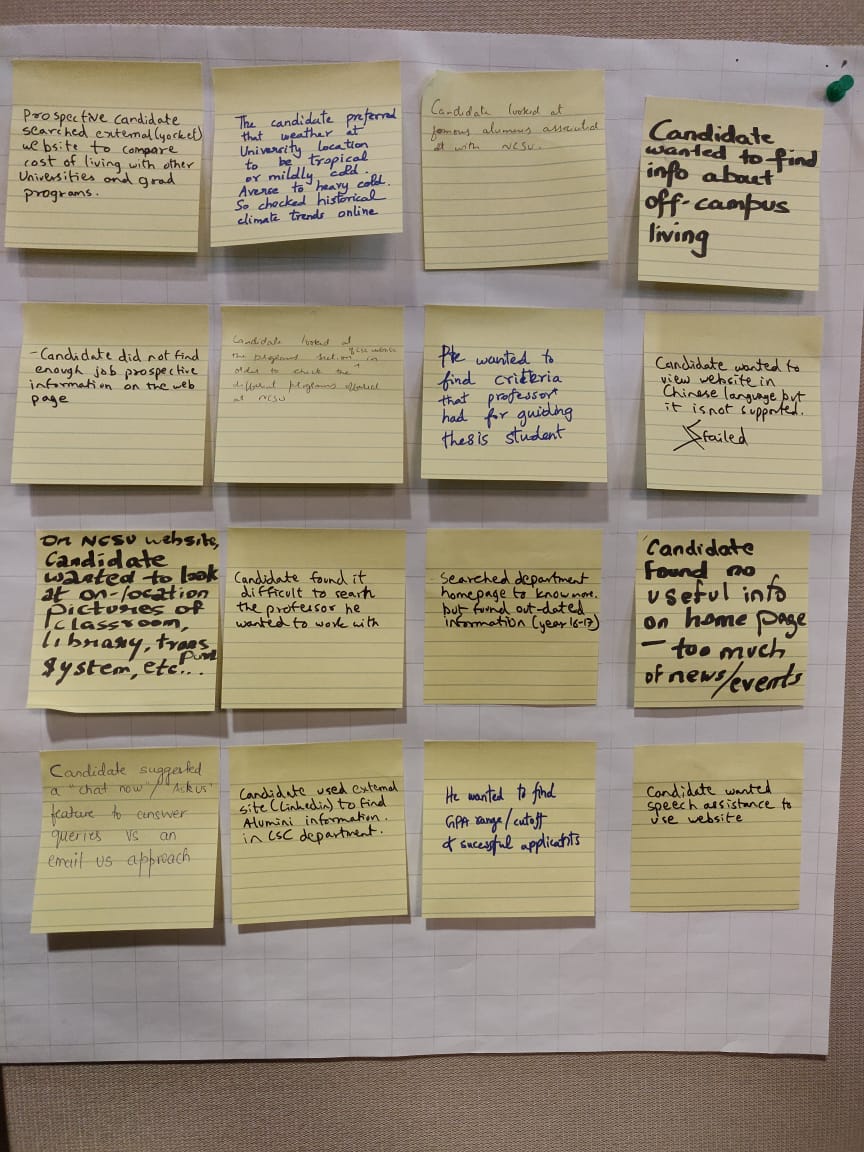 Prospective candidate
searched external (yocket)
website to compare
cost of living with other
Universities and grad
programs.
The candidate preferred
that weather at
University location
to be tropical
or mildly cold.
Averse to heavy cold.
So checked historical
climate trends online
Candidate looked at
famous alumnus associated
at with NCSU.
Candidate
wanted to find
info about
off-campus
living
- Candidate did not find
enough job prospective
information on the web
page
Candidate looked at
the programs section in
order to check the
different programs offered
at NCSU
He wanted to
find criteria
that professor
had for guiding
thesis student
Candidate wanted to
view website in
Chinese language but
it is not supported.
failed
On NCSU website,
Candidate
wanted to look
at on-location
pictures of
classroom,
library, trans
port
system, etc...
Candidate found it
difficult to search
the professor he
wanted to work with
Searched department
homepage to know more.
but found out-dated
information (year 16-17)
Candidate
found no
useful info
on home page
- too much
of news/events
Candidate suggested
a "chat now"/ 'Ask us'
feature to answer
queries vs an
email us approach
Candidate used external
site (Linkedin) to find
Alumini information.
in CSC department.
He wanted to find
GPA range/cutoff
of sucessful applicatnts
Candidate wanted
speech assistance to
use website